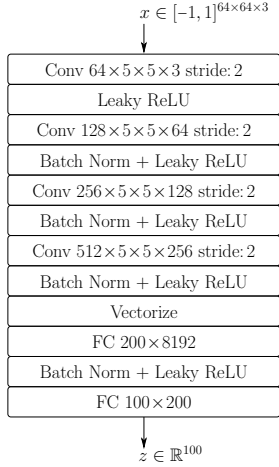 x ∈ [-1, 1]^{64×64×3}
Conv 64×5×5×3 stride: 2
Leaky ReLU
Conv 128×5×5×64 stride: 2
Batch Norm + Leaky ReLU
Conv 256×5×5×128 stride: 2
Batch Norm + Leaky ReLU
Conv 512×5×5×256 stride: 2
Batch Norm + Leaky ReLU
Vectorize
FC 200×8192
Batch Norm + Leaky ReLU
FC 100×200
z ∈ ℝ^{100}